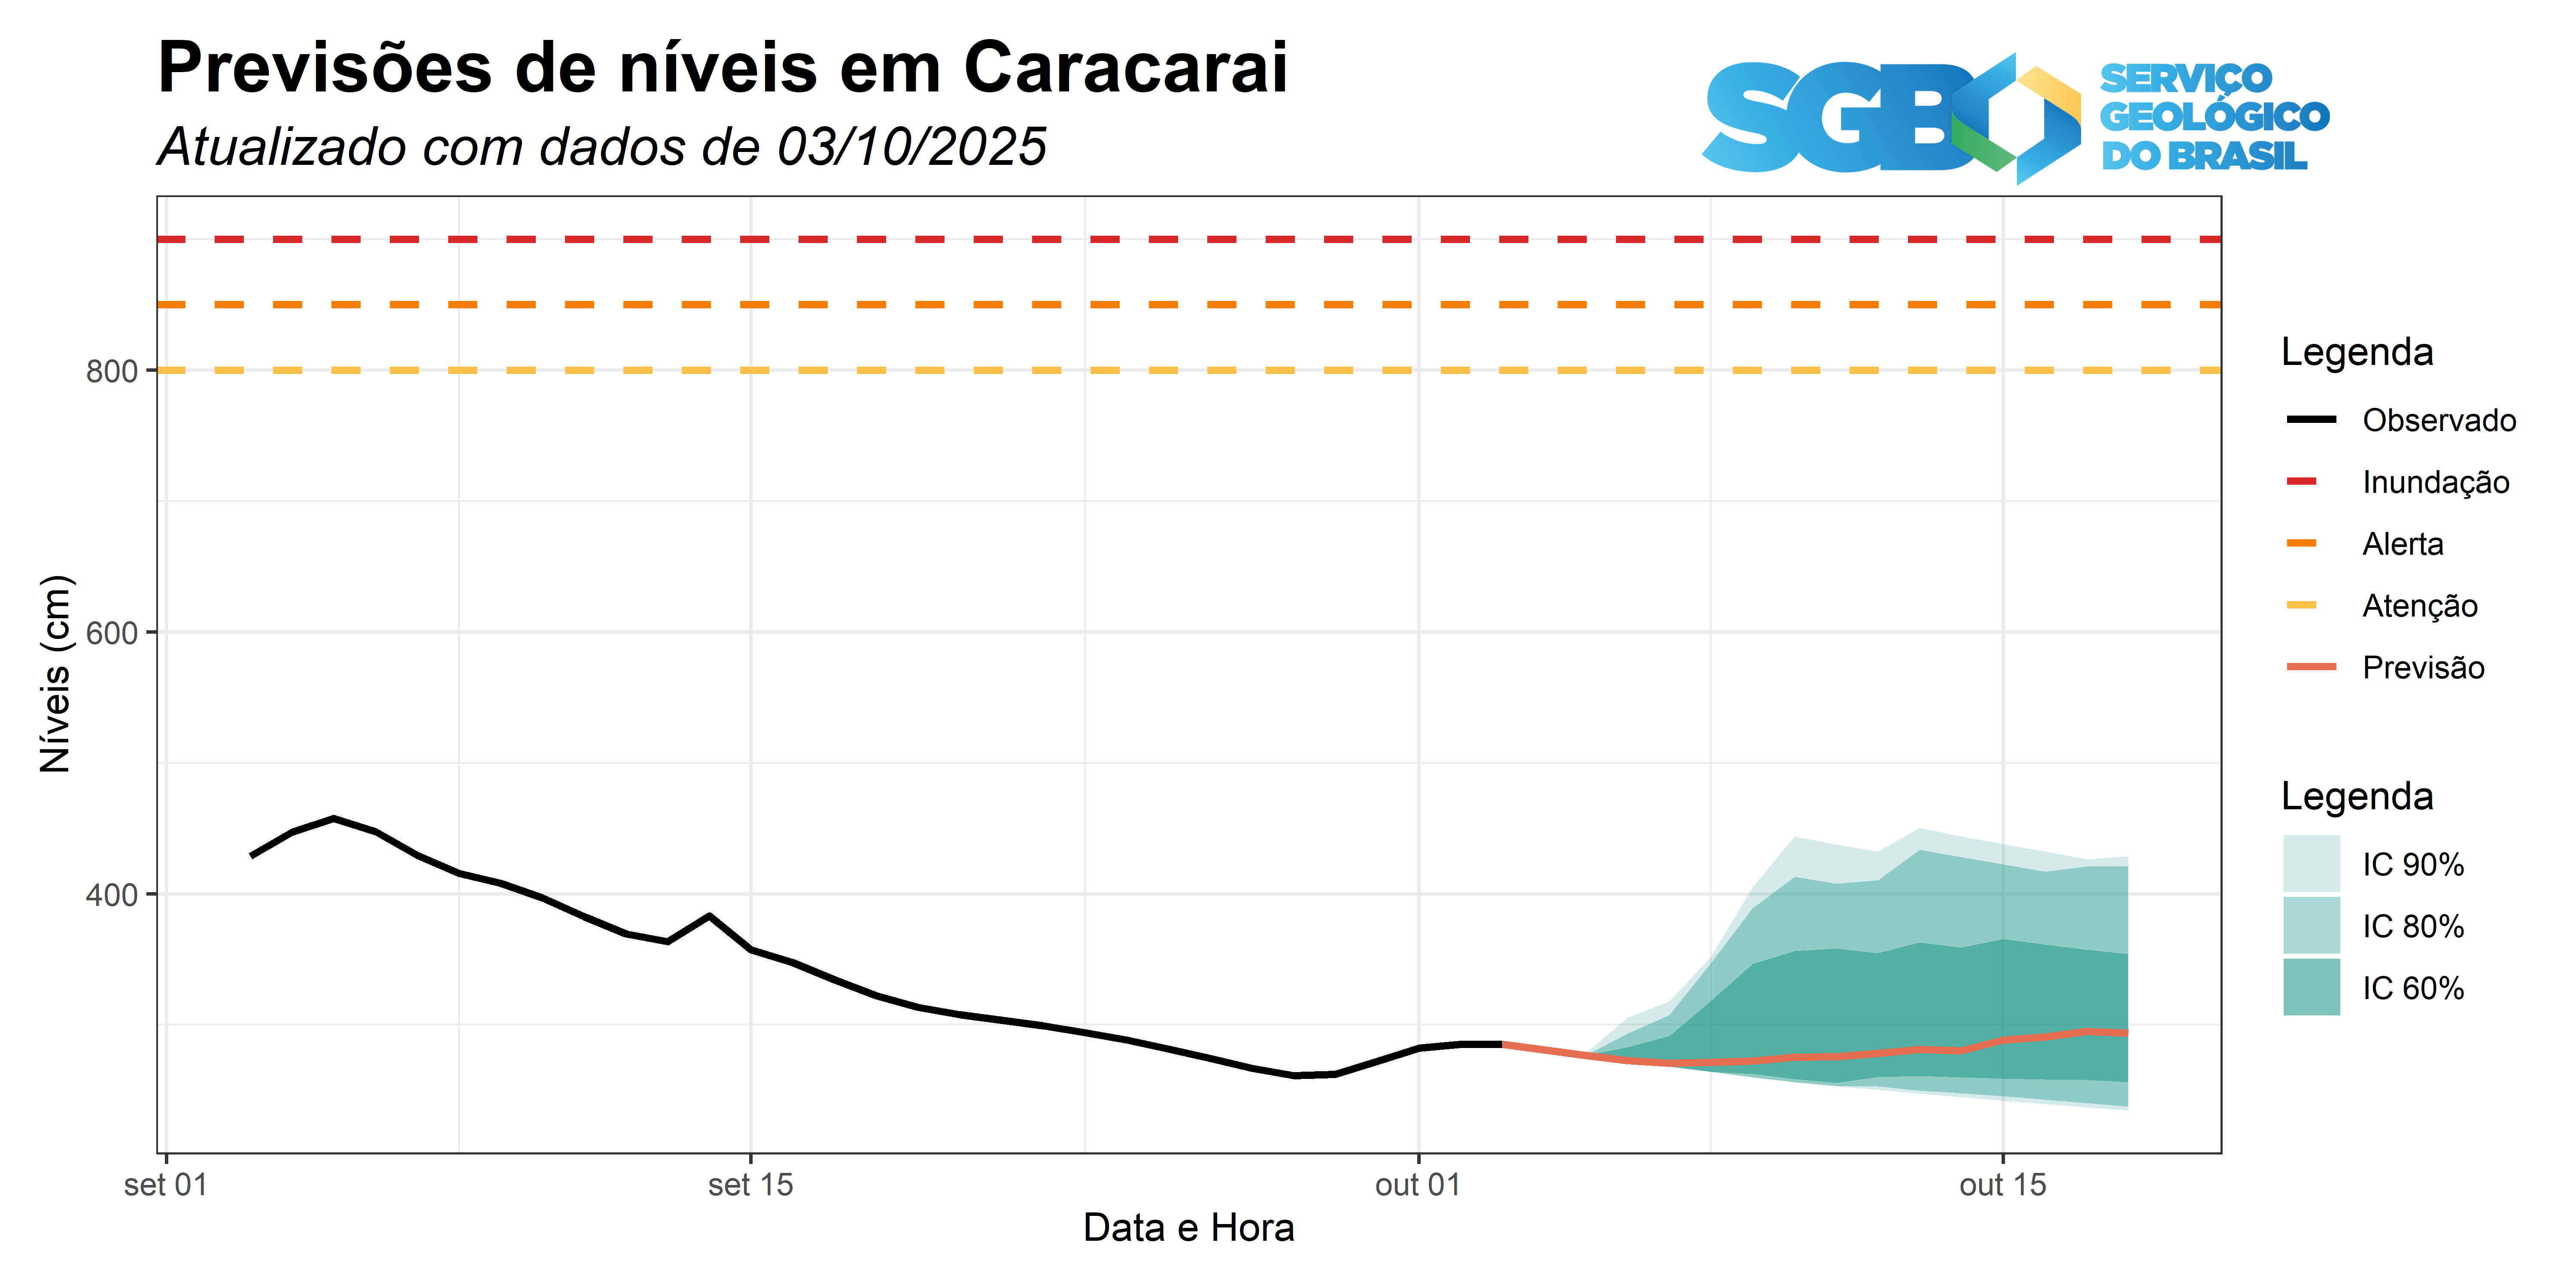 Previsões de níveis em Caracarai
Atualizado com dados de 03/10/2025
SGB
SERVIÇO
GEOLÓGICO
DO BRASIL
Níveis (cm)
800
600
400
set 01
set 15
out 01
out 15
Data e Hora
Legenda
Observado
Inundação
Alerta
Atenção
Previsão
Legenda
IC 90%
IC 80%
IC 60%